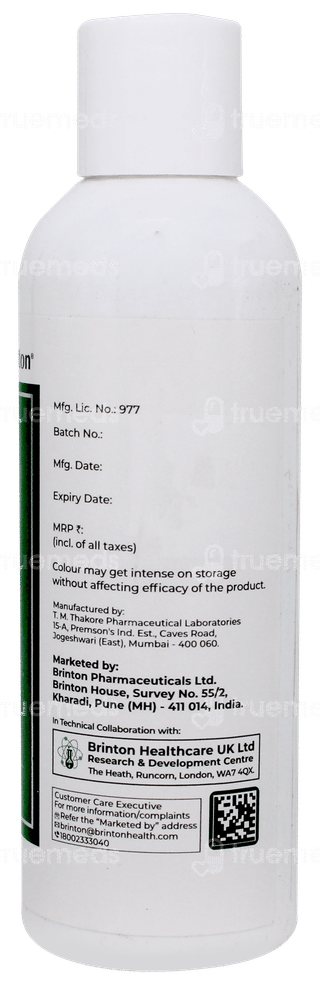 ton®
Mfg. Lic. No.: 977
Batch No.:
Mfg. Date:
Expiry Date:
MRP ₹:
(incl. of all taxes)
Colour may get intense on storage
without affecting efficacy of the product.
Manufactured by:
T. M. Thakore Pharmaceutical Laboratories
15-A, Premson's Ind. Est., Caves Road,
Jogeshwari (East), Mumbai - 400 060.
Marketed by:
Brinton Pharmaceuticals Ltd.
Brinton House, Survey No. 55/2,
Kharadi, Pune (MH) - 411 014, India.
In Technical Collaboration with:
Brinton Healthcare UK Ltd
Research & Development Centre
The Heath, Runcorn, London, WA7 4QX.
Customer Care Executive
For more information/complaints
Refer the "Marketed by" address
brinton@brintonhealth.com
18002333040
truemeds